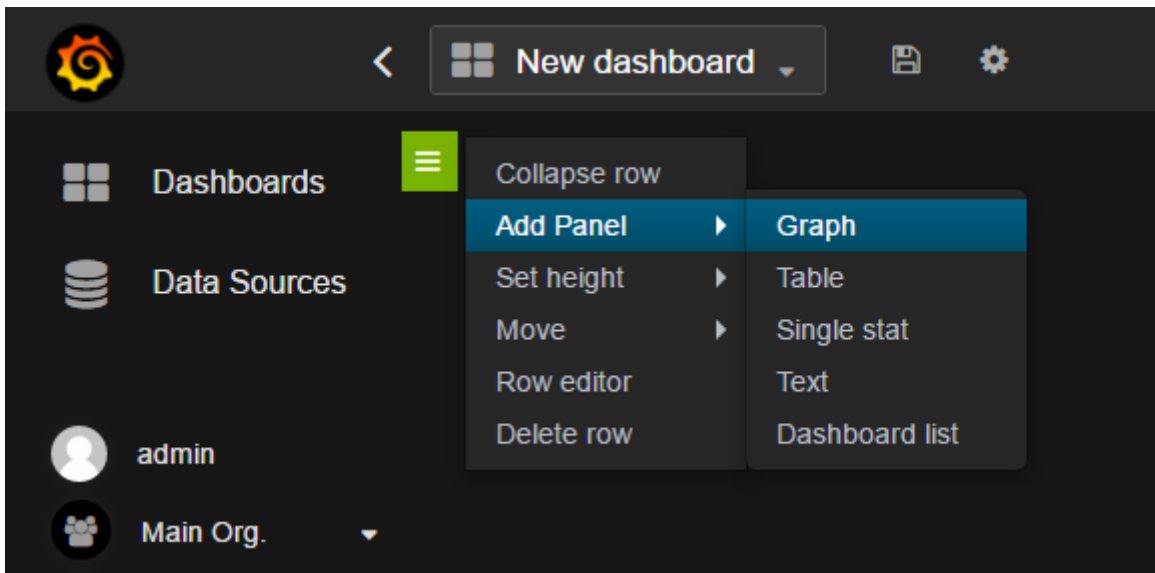 New dashboard
Dashboards
Data Sources
admin
Main Org.
Collapse row
Add Panel
Set height
Move
Row editor
Delete row
Graph
Table
Single stat
Text
Dashboard list